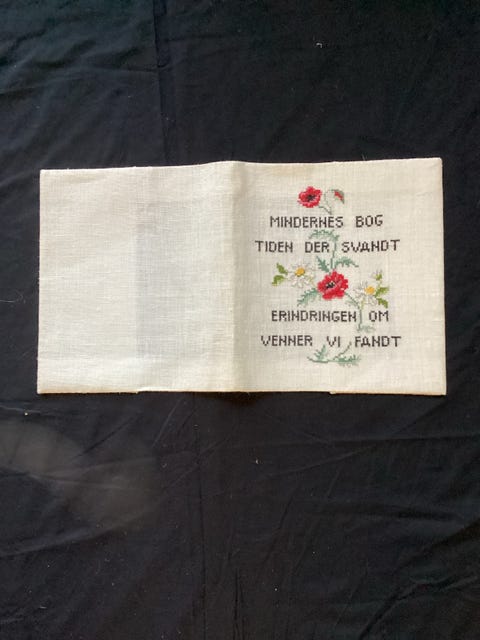 MINDERNES BOG
TIDEN DER SVANDT
ERINDRINGEN OM
VENNER VI FANDT